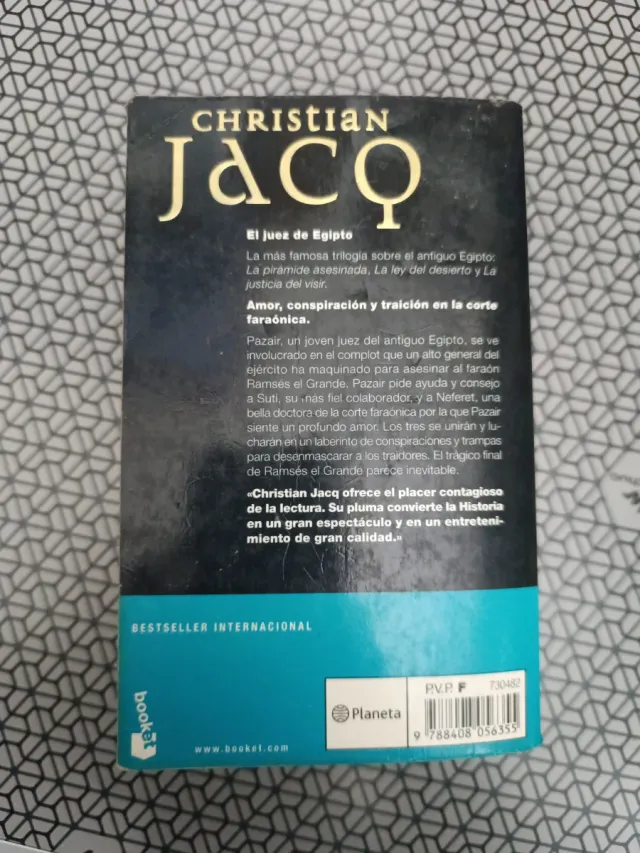 CHRISTIAN
JACQ
El juez de Egipto
La más famosa trilogía sobre el antiguo Egipto:
La pirámide asesinada, La ley del desierto y La
justicia del visir.
Amor, conspiración y traición en la corte
faraónica.
Pazair, un joven juez del antiguo Egipto, se ve
involucrado en el complot que un alto general del
ejército ha maquinado para asesinar al faraón
Ramsés el Grande. Pazair pide ayuda y consejo
a Suti, su más fiel colaborador, y a Neferet, una
bella doctora de la corte faraónica por la que Pazair
siente un profundo amor. Los tres se unirán y lu-
charán en un laberinto de conspiraciones y trampas
para desenmascarar a los traidores. El trágico final
de Ramsés el Grande parece inevitable.
«Christian Jacq ofrece el placer contagioso
de la lectura. Su pluma convierte la Historia
en un gran espectáculo y en un entreteni-
miento de gran calidad.»
BESTSELLER INTERNACIONAL
booket
www.booket.com
Planeta
P.V.P. F 730482
9 788408 056355